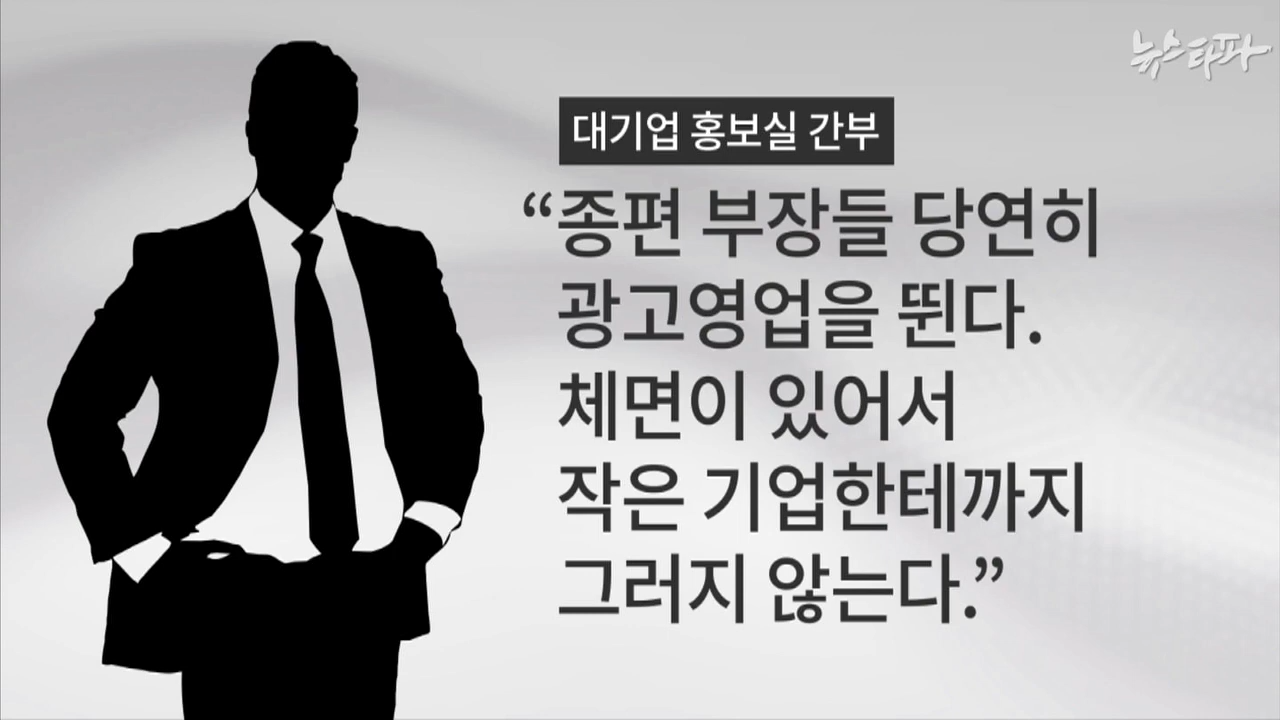 뉴스타파
대기업 홍보실 간부
“종편 부장들 당연히
광고영업을 뛴다.
체면이 있어서
작은 기업한테까지
그러지 않는다.”